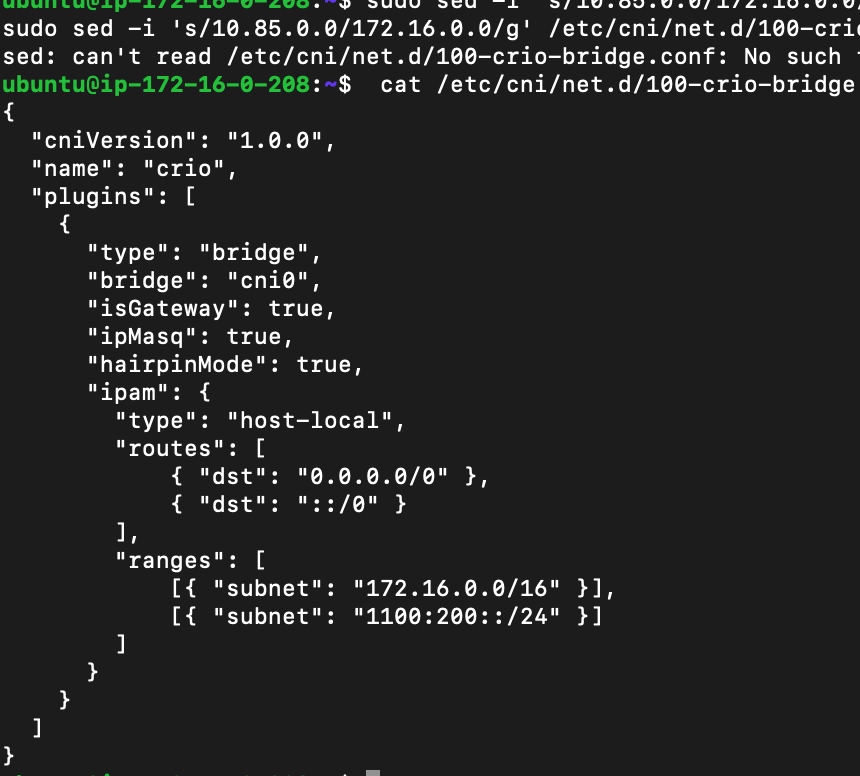 ubuntu@ip-172-16-0-208:~$ sudo sed -i 's/10.85.0.0/172.16.0.0/
sudo sed -i 's/10.85.0.0/172.16.0.0/g' /etc/cni/net.d/100-crio
sed: can't read /etc/cni/net.d/100-crio-bridge.conf: No such
ubuntu@ip-172-16-0-208:~$  cat /etc/cni/net.d/100-crio-bridge
{
  "cniVersion": "1.0.0",
  "name": "crio",
  "plugins": [
    {
      "type": "bridge",
      "bridge": "cni0",
      "isGateway": true,
      "ipMasq": true,
      "hairpinMode": true,
      "ipam": {
        "type": "host-local",
        "routes": [
            { "dst": "0.0.0.0/0" },
            { "dst": "::/0" }
        ],
        "ranges": [
            [{ "subnet": "172.16.0.0/16" }],
            [{ "subnet": "1100:200::/24" }]
        ]
      }
    }
  ]
}